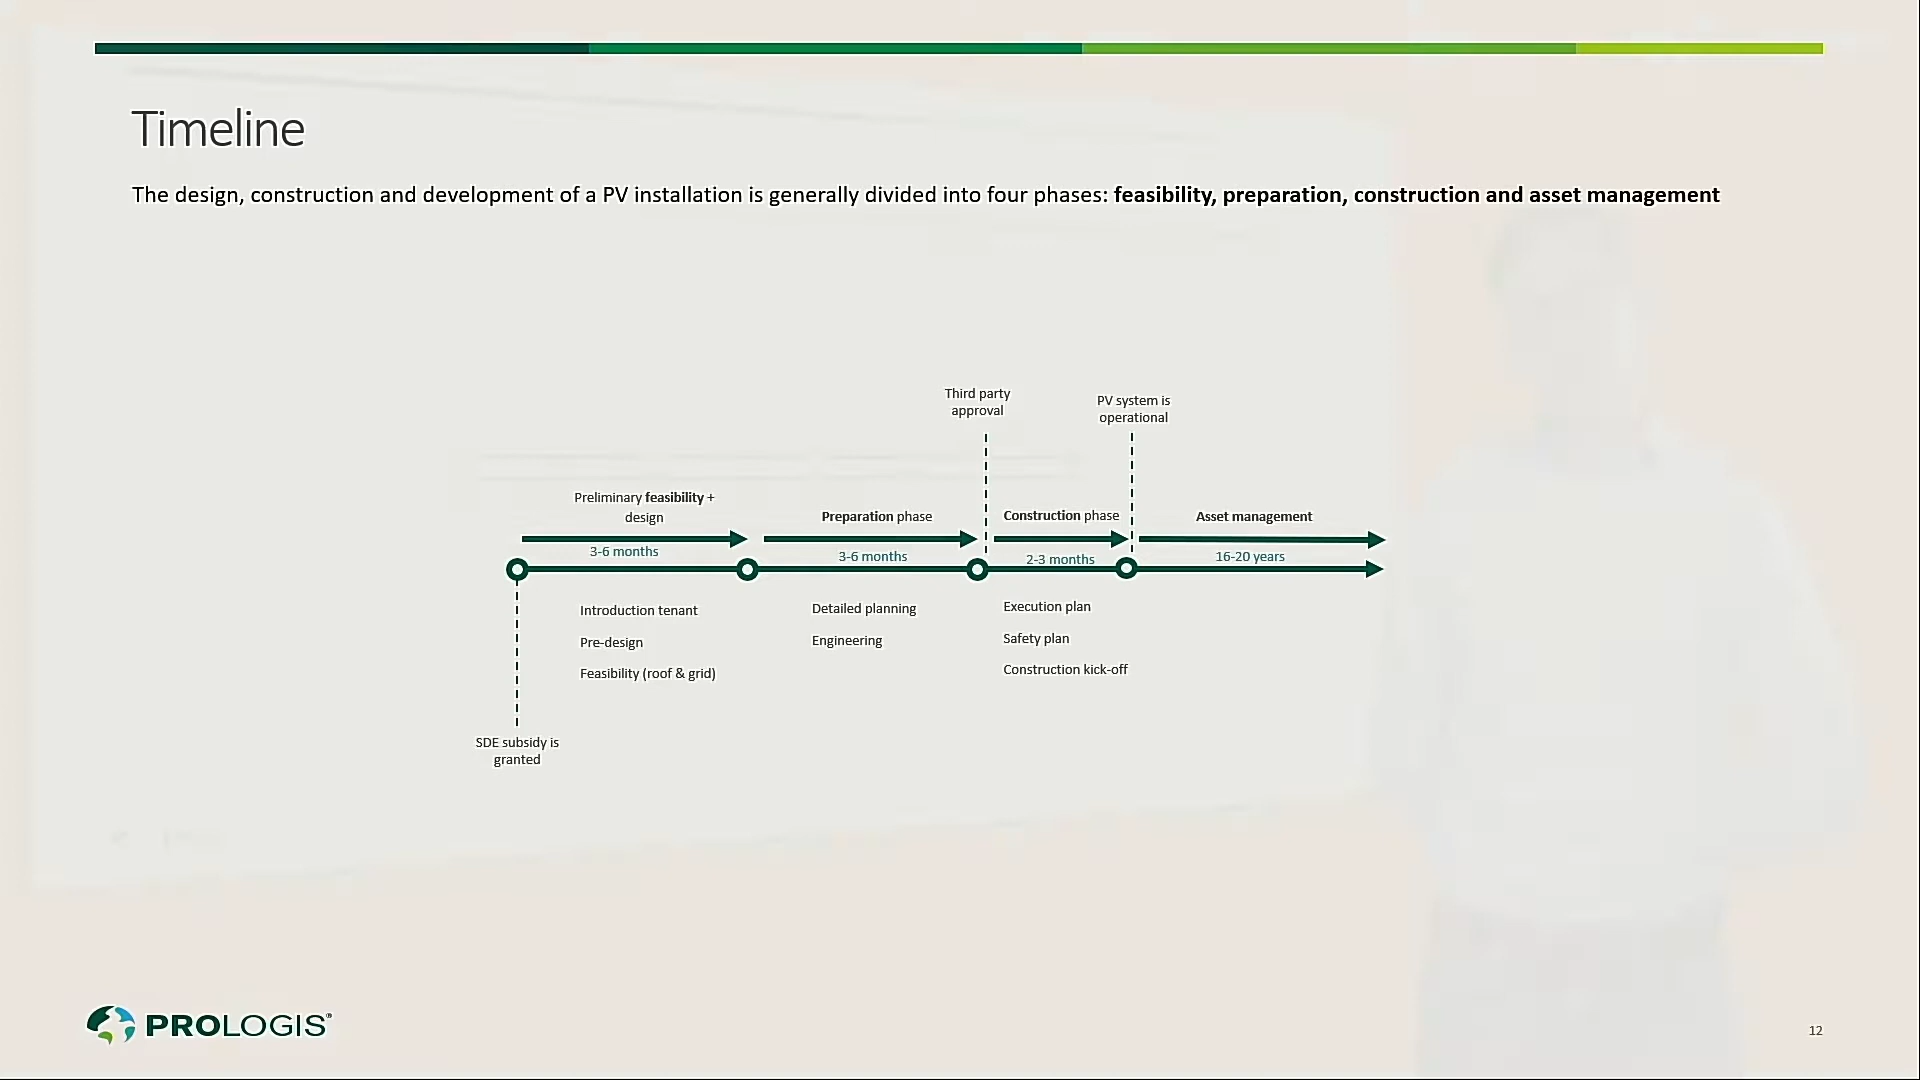 Timeline
The design, construction and development of a PV installation is generally divided into four phases: feasibility, preparation, construction and asset management
Third party
approval
PV system is
operational
Preliminary feasibility +
design
Preparation phase
Construction phase
Asset management
3-6 months
3-6 months
2-3 months
16-20 years
Introduction tenant
Pre-design
Feasibility (roof & grid)
Detailed planning
Engineering
Execution plan
Safety plan
Construction kick-off
SDE subsidy is
granted
PROLOGIS®
12